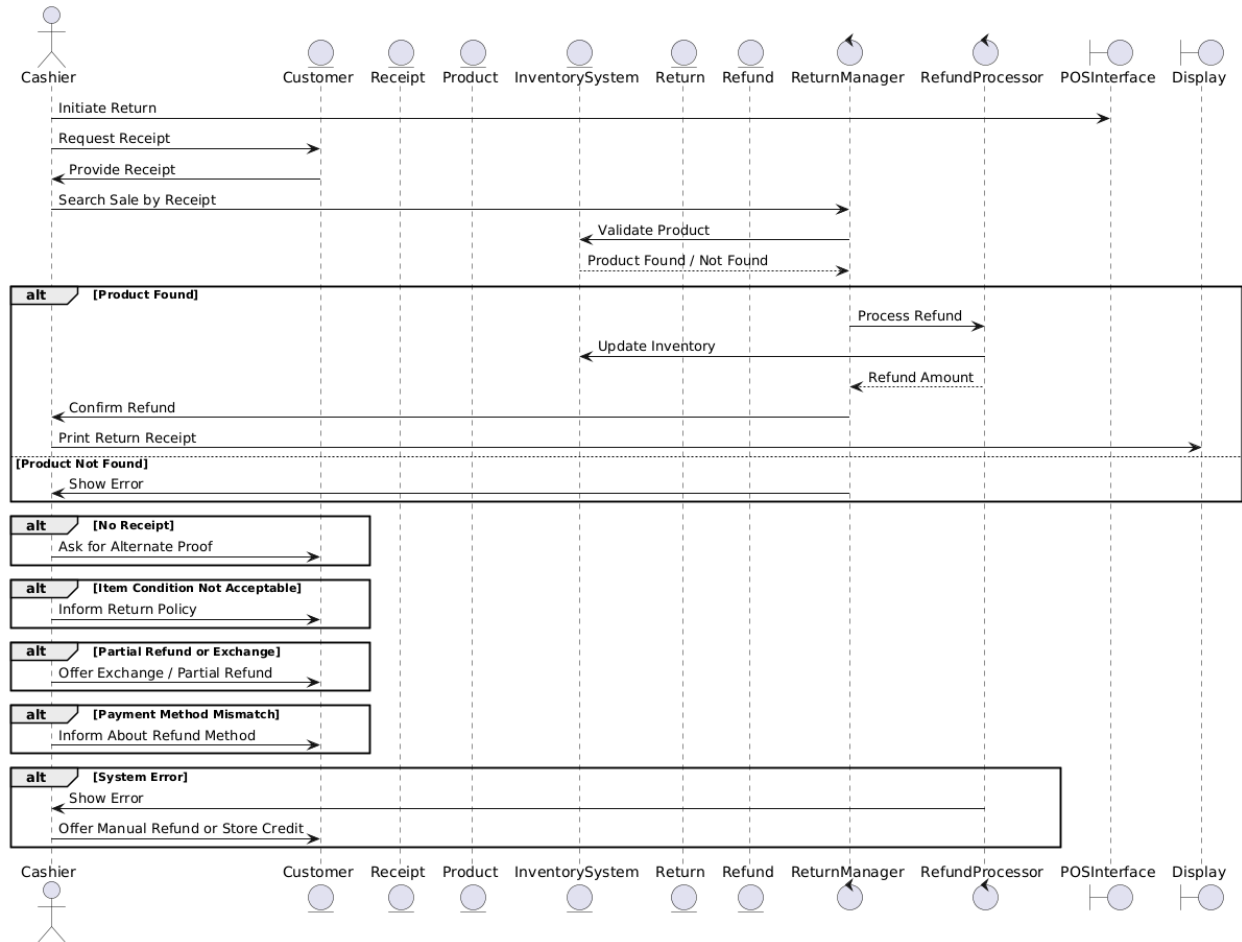 Cashier Customer Receipt Product InventorySystem Return Refund ReturnManager RefundProcessor POSInterface Display
Initiate Return
Request Receipt
Provide Receipt
Search Sale by Receipt
Validate Product
Product Found / Not Found
alt [Product Found]
Process Refund
Update Inventory
Refund Amount
Confirm Refund
Print Return Receipt
[Product Not Found]
Show Error
alt [No Receipt]
Ask for Alternate Proof
alt [Item Condition Not Acceptable]
Inform Return Policy
alt [Partial Refund or Exchange]
Offer Exchange / Partial Refund
alt [Payment Method Mismatch]
Inform About Refund Method
alt [System Error]
Show Error
Offer Manual Refund or Store Credit
Cashier Customer Receipt Product InventorySystem Return Refund ReturnManager RefundProcessor POSInterface Display